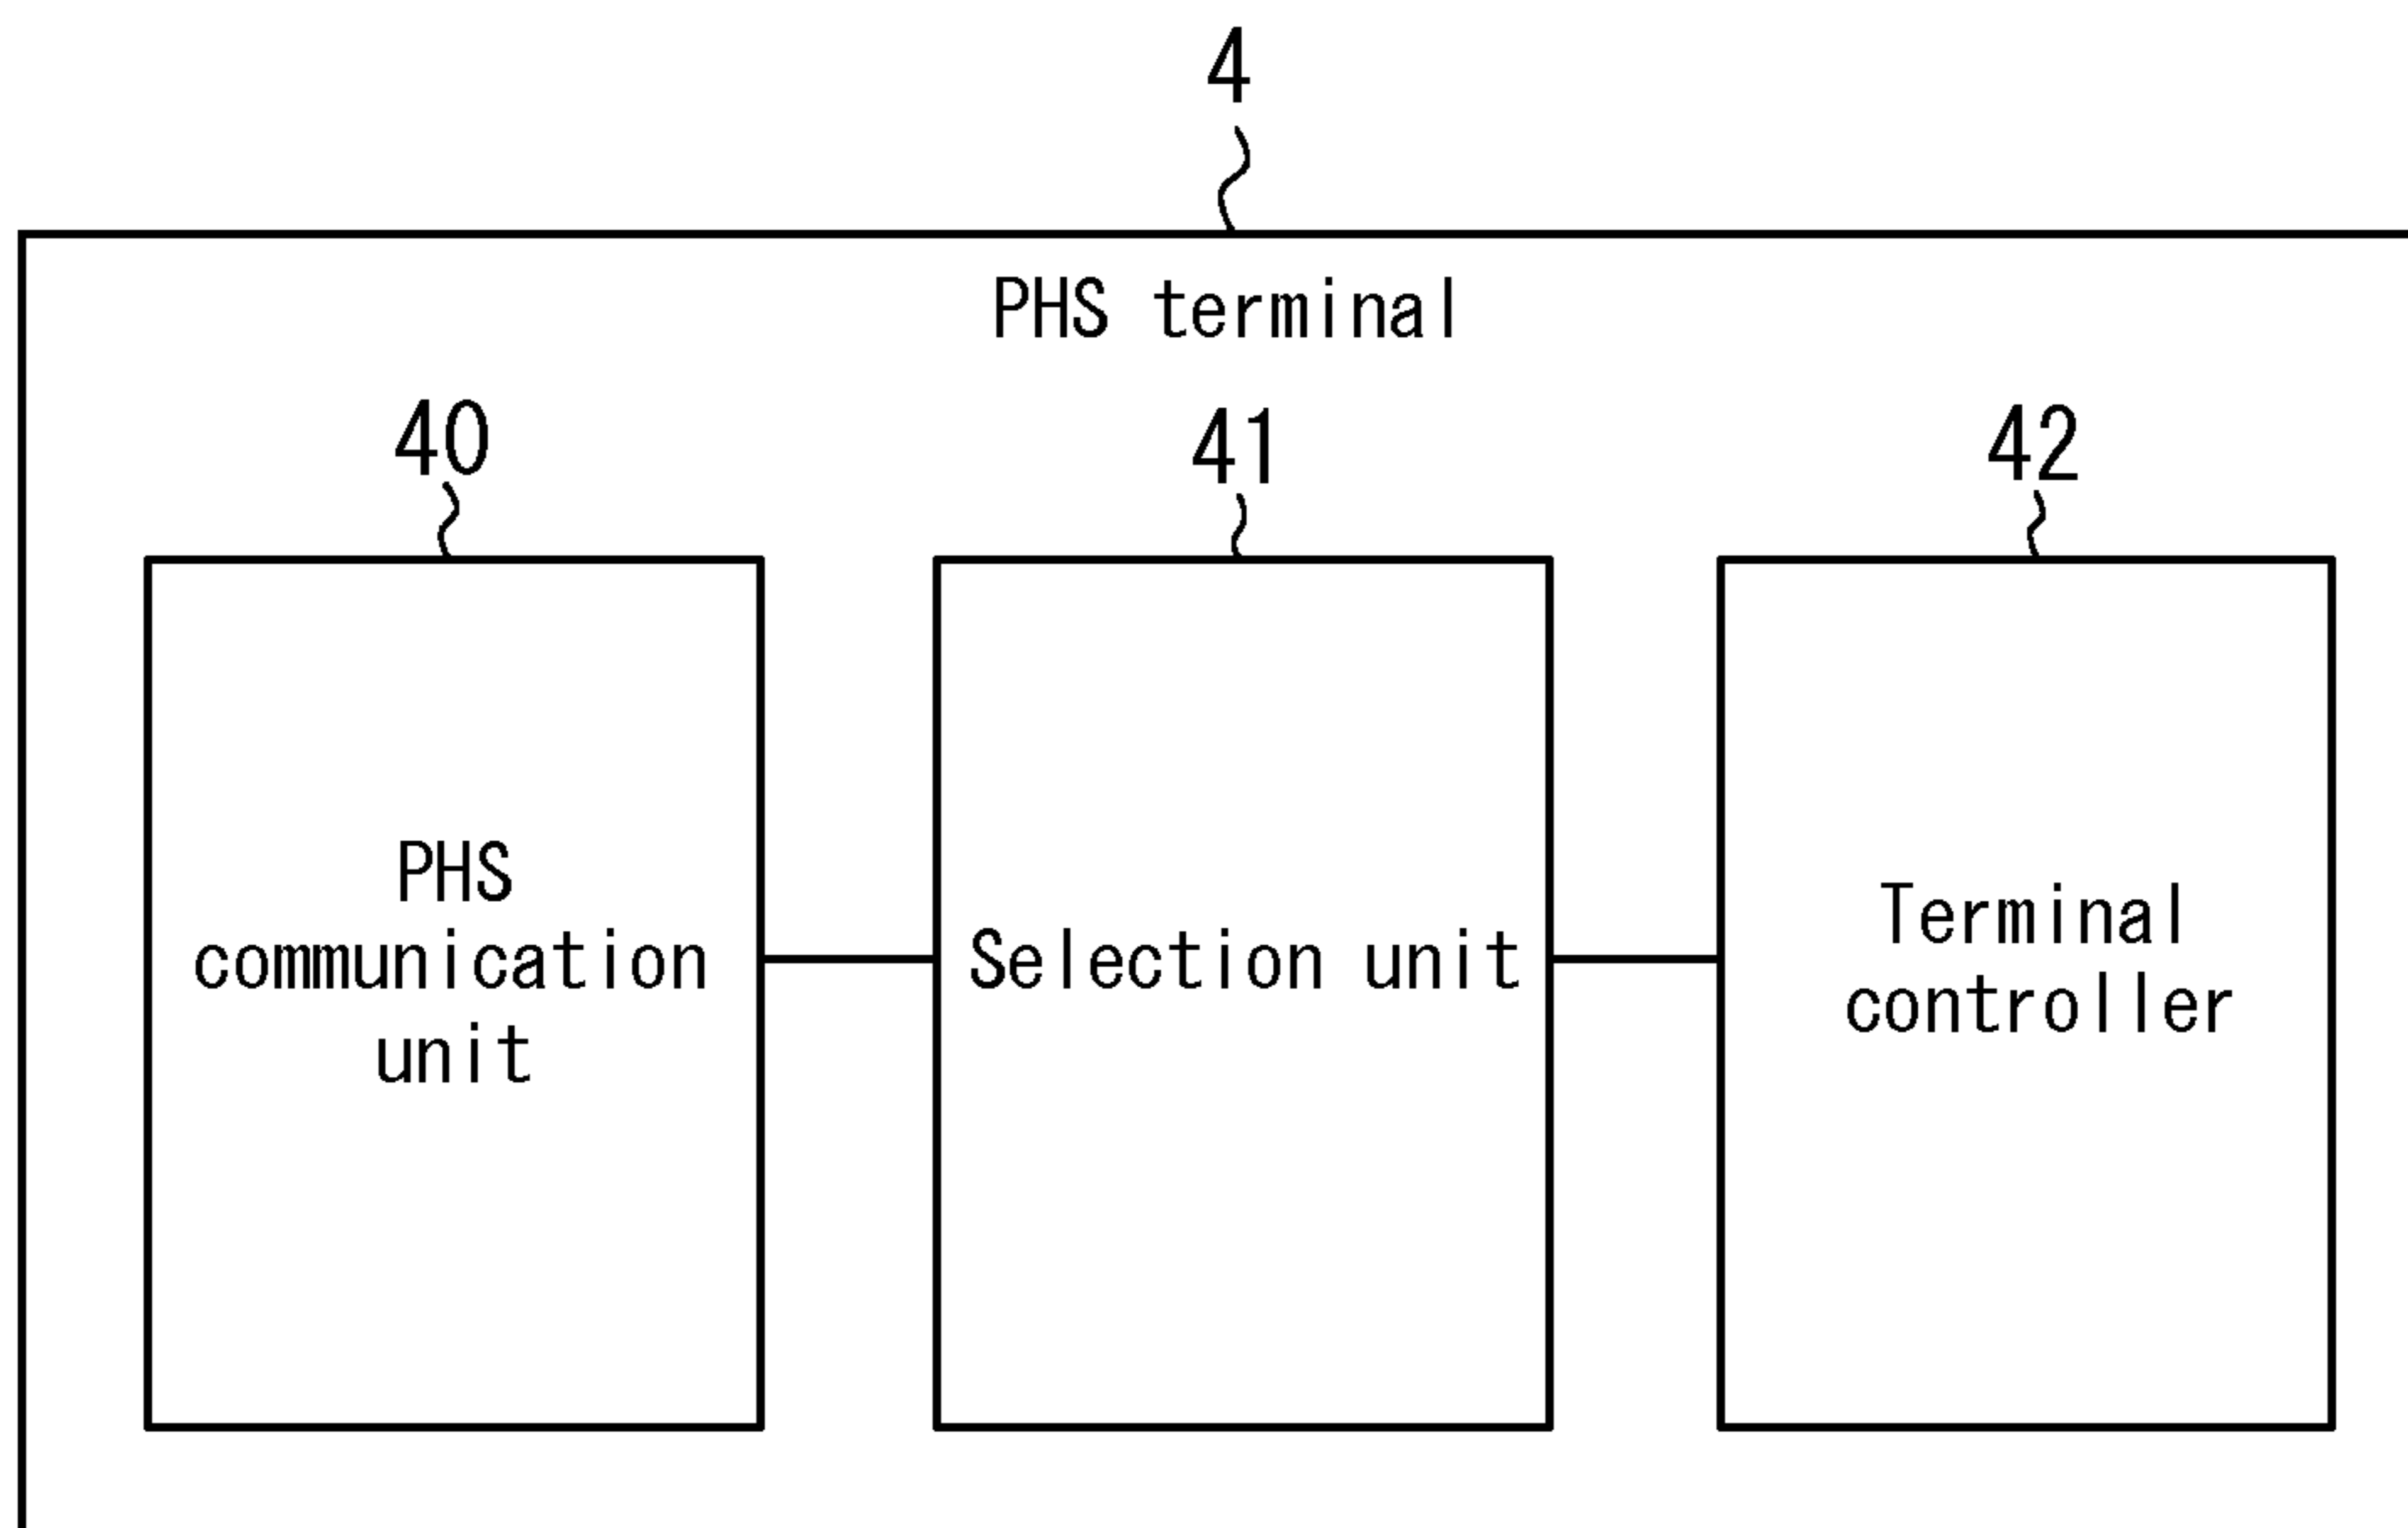 4
PHS terminal
40
41
42
PHS
communication
unit
Selection unit
Terminal
controller